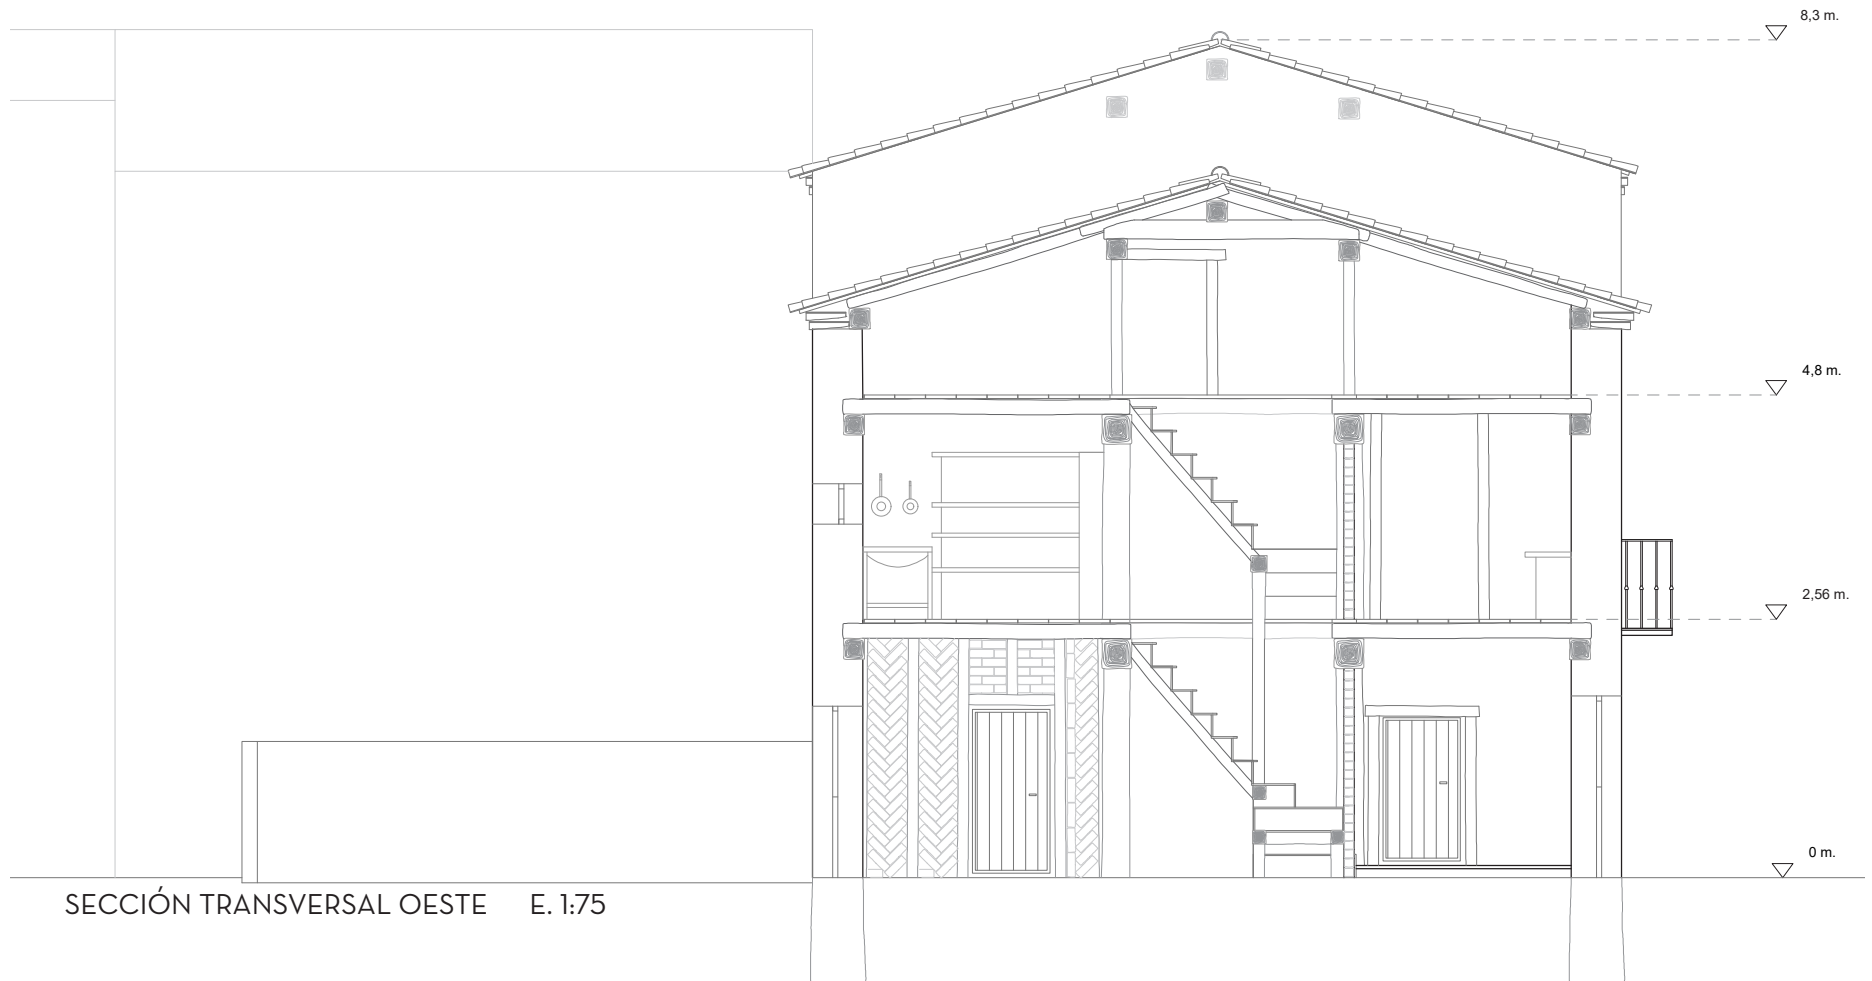 8,3 m.
4,8 m.
2,56 m.
0 m.
SECCIÓN TRANSVERSAL OESTE E. 1:75